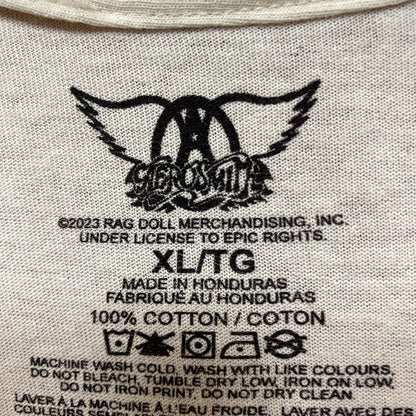 AEROSMITH
©2023 RAG DOLL MERCHANDISING, INC.
UNDER LICENSE TO EPIC RIGHTS.
XL/TG
MADE IN HONDURAS
FABRIQUÉ AU HONDURAS
100% COTTON / COTON
MACHINE WASH COLD, WASH WITH LIKE COLOURS,
DO NOT BLEACH, TUMBLE DRY LOW, IRON ON LOW,
DO NOT IRON PRINT, DO NOT DRY CLEAN
LAVER À LA MACHINE À L'EAU FROIDE, LAVER AVEC DES
COULEURS